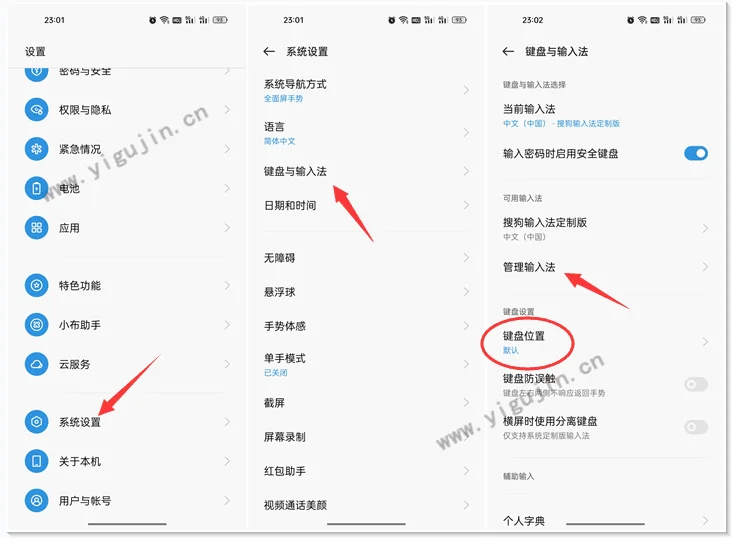 23:01
设置
密码与安全
权限与隐私
紧急情况
电池
应用
特色功能
小布助手
云服务
系统设置
关于本机
用户与帐号
www.yigujin.cn
23:01
系统设置
系统导航方式
全面屏手势
语言
简体中文
键盘与输入法
日期和时间
无障碍
悬浮球
手势体感
单手模式
已关闭
截屏
屏幕录制
红包助手
视频通话美颜
23:02
键盘与输入法
键盘与输入法选择
当前输入法
中文（中国） - 搜狗输入法定制版
输入密码时启用安全键盘
可用输入法
搜狗输入法定制版
中文（中国）
管理输入法
键盘设置
键盘位置
默认
键盘防误触
键盘左右两侧不响应返回手势
横屏时使用分离键盘
仅支持系统定制版输入法
辅助输入
个人字典
www.yigujin.cn